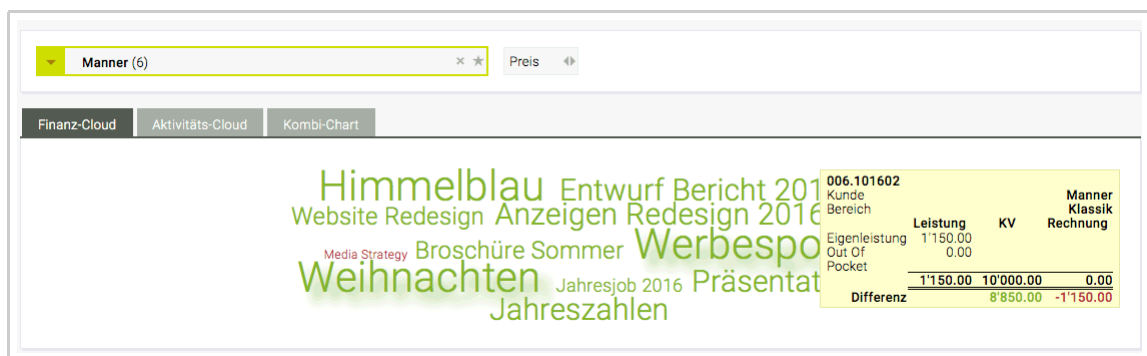 Manner (6)
Preis
Finanz-Cloud
Aktivitäts-Cloud
Kombi-Chart
Himmelblau Entwurf Bericht 201
Website Redesign Anzeigen Redesign 2016
Media Strategy Broschüre Sommer Werbespo
Weihnachten Jahresjob 2016 Präsentat
Jahreszahlen
006.101602
Kunde Manner
Bereich Klassik
Leistung KV Rechnung
Eigenleistung 1'150.00
Out Of 0.00
Pocket
1'150.00 10'000.00 0.00
Differenz 8'850.00 -1'150.00